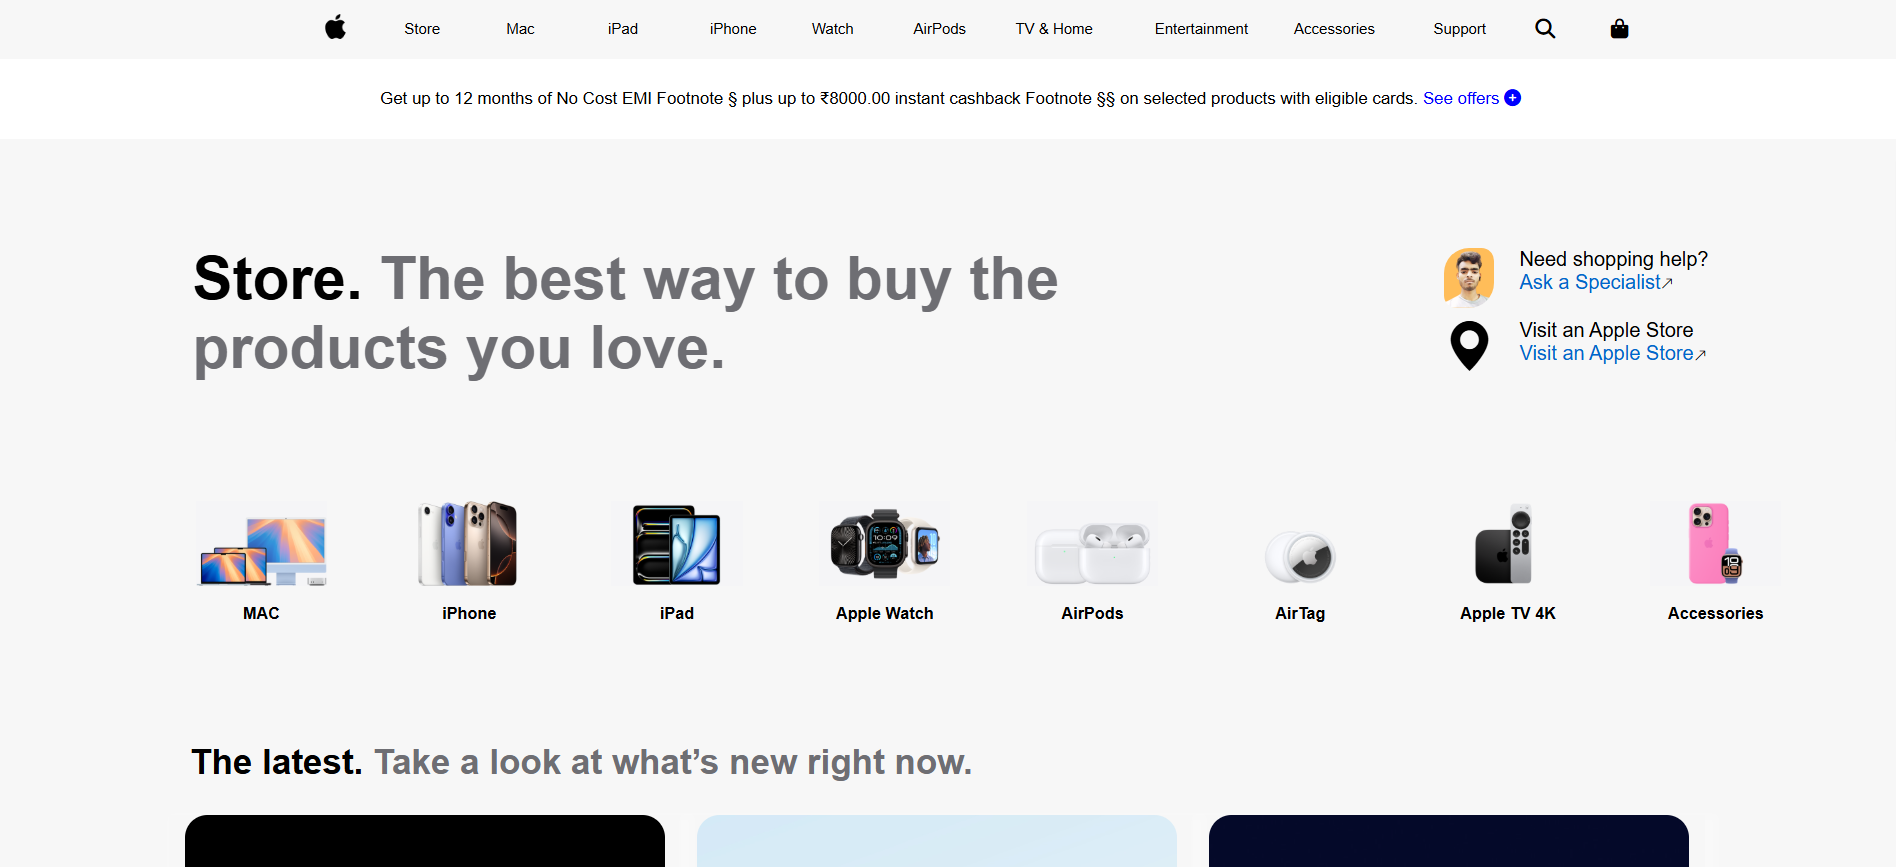 Store Mac iPad iPhone Watch AirPods TV & Home Entertainment Accessories Support
Get up to 12 months of No Cost EMI Footnote § plus up to ₹8000.00 instant cashback Footnote §§ on selected products with eligible cards. See offers
Store. The best way to buy the
products you love.
Need shopping help?
Ask a Specialist↗
Visit an Apple Store
Visit an Apple Store↗
MAC iPhone iPad Apple Watch AirPods AirTag Apple TV 4K Accessories
The latest. Take a look at what’s new right now.